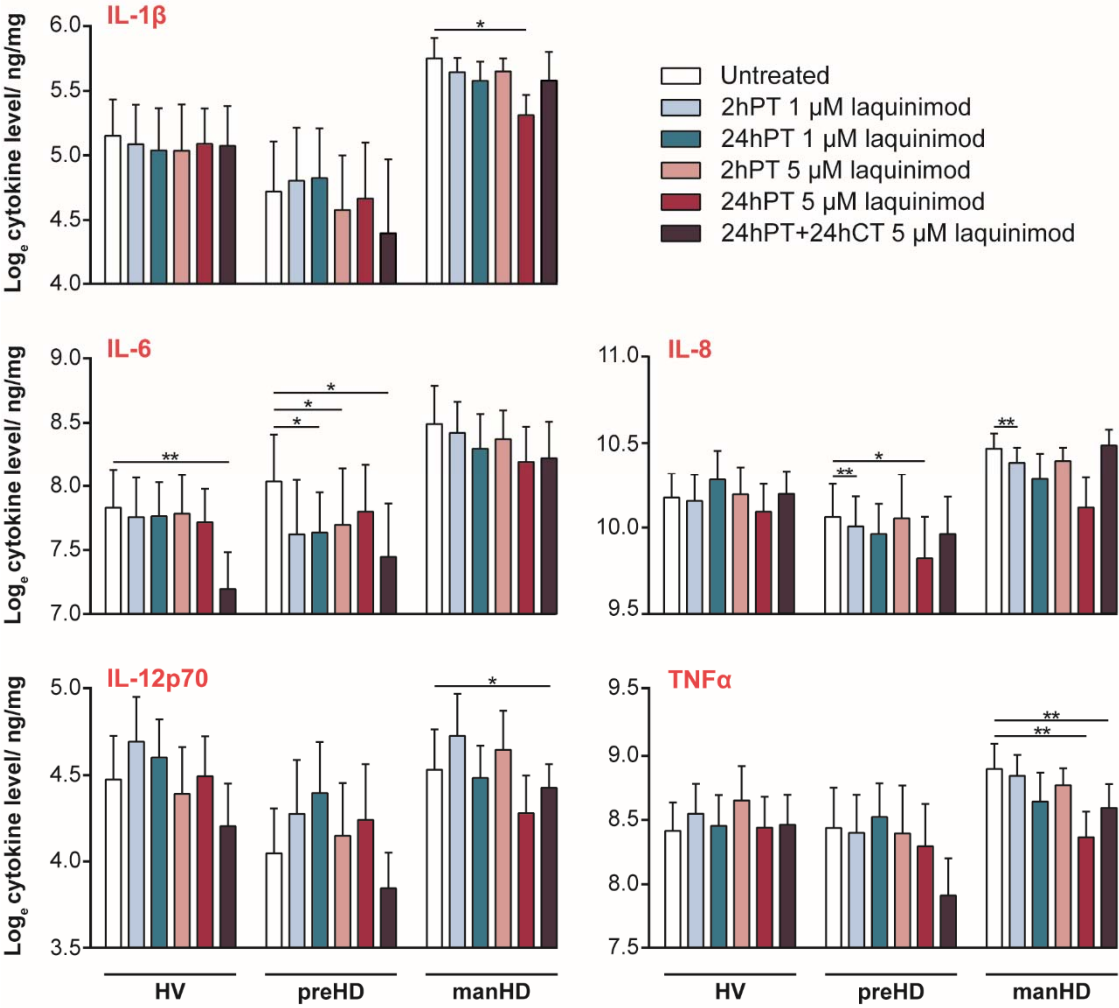 IL-1β
Log_e cytokine level/ ng/mg
6.0
5.5
5.0
4.5
4.0
*
Untreated
2hPT 1 µM laquinimod
24hPT 1 µM laquinimod
2hPT 5 µM laquinimod
24hPT 5 µM laquinimod
24hPT+24hCT 5 µM laquinimod
IL-6
Log_e cytokine level/ ng/mg
9.0
8.5
8.0
7.5
7.0
**
*
*
*
IL-8
11.0
10.5
10.0
9.5
**
*
**
IL-12p70
Log_e cytokine level/ ng/mg
5.0
4.5
4.0
3.5
*
HV
preHD
manHD
TNFα
9.5
9.0
8.5
8.0
7.5
**
**
HV
preHD
manHD